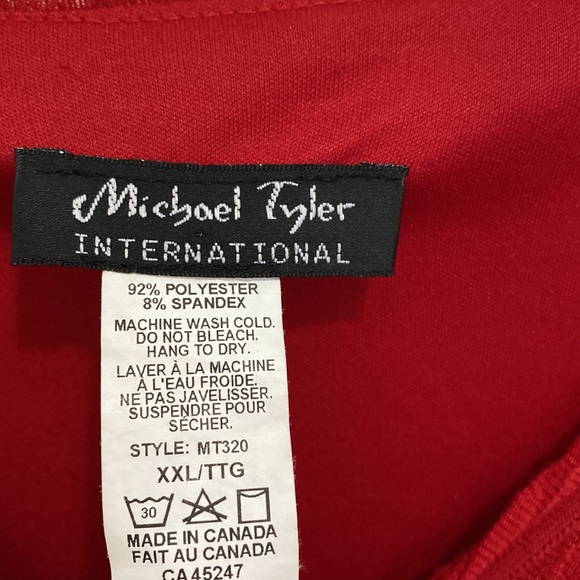 Michael Tyler
INTERNATIONAL
92% POLYESTER
8% SPANDEX
MACHINE WASH COLD.
DO NOT BLEACH.
HANG TO DRY.
LAVER À LA MACHINE
À L'EAU FROIDE.
NE PAS JAVELISSER.
SUSPENDRE POUR
SÉCHER.
STYLE: MT320
XXL/TTG
30
MADE IN CANADA
FAIT AU CANADA
CA45247